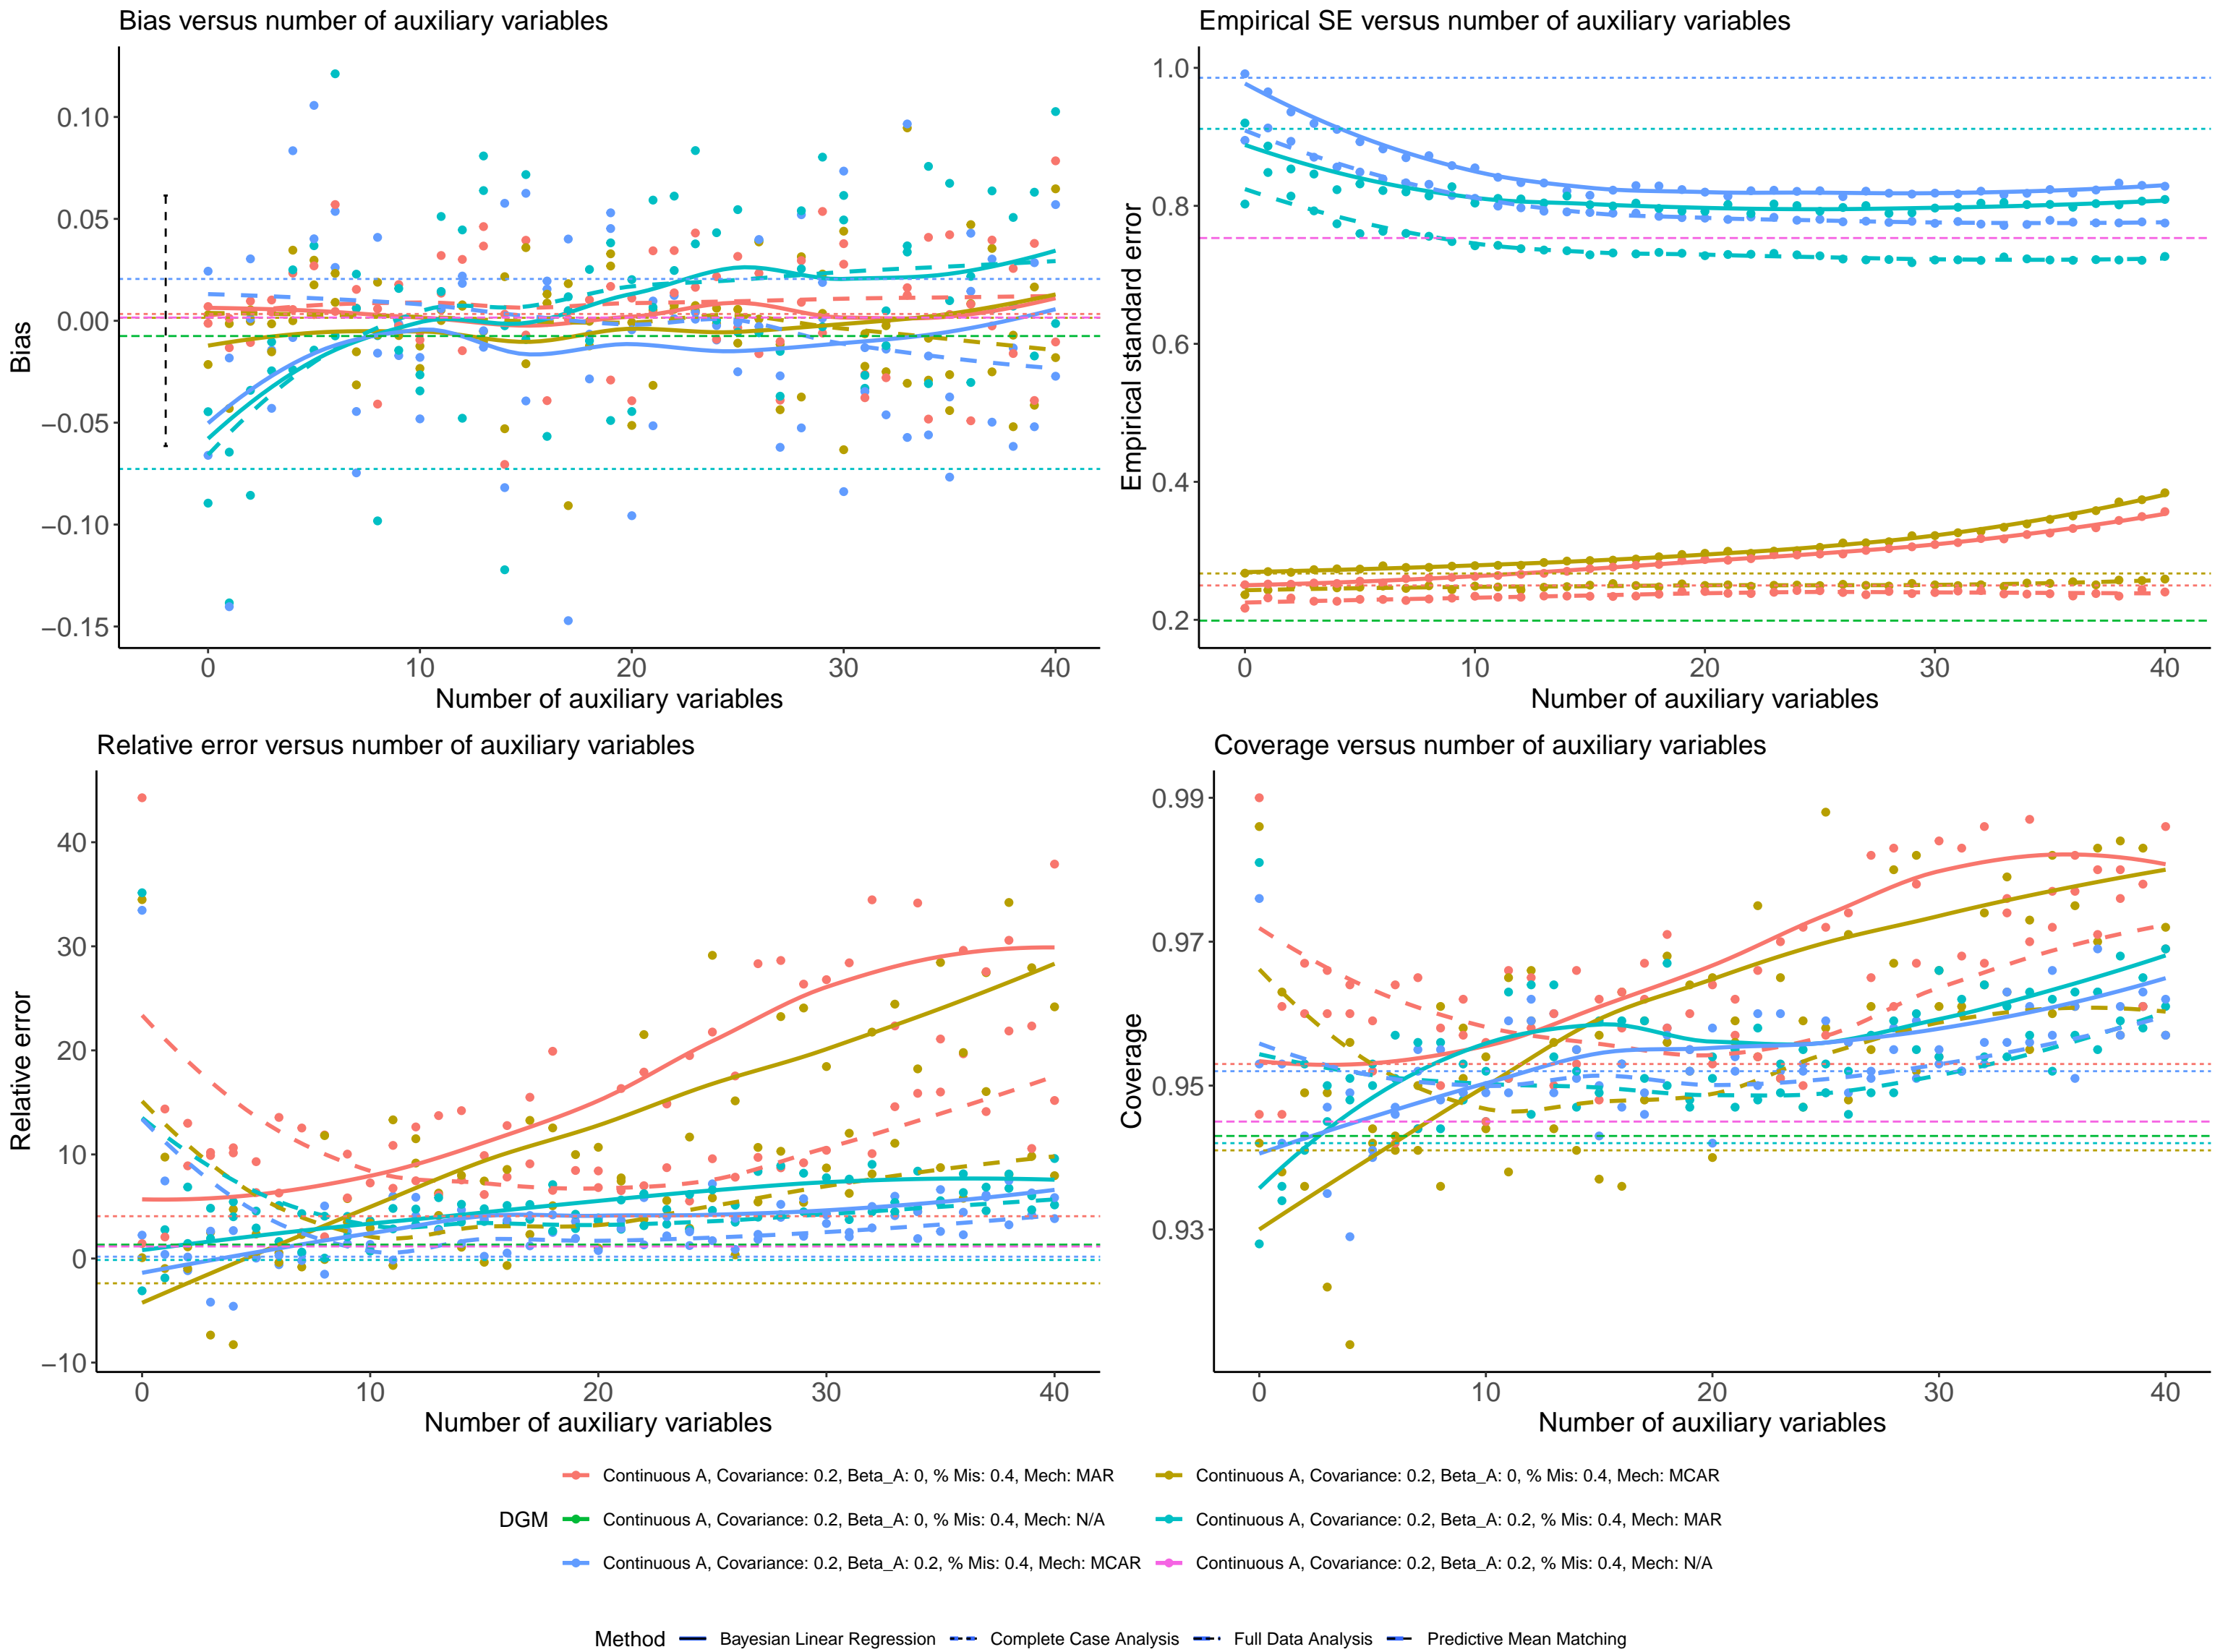 Bias versus number of auxiliary variables
0.10
0.05
0.00
−0.05
−0.10
−0.15
Bias
0 10 20 30 40
Number of auxiliary variables
Empirical SE versus number of auxiliary variables
1.0
0.8
0.6
0.4
0.2
Empirical standard error
0 10 20 30 40
Number of auxiliary variables
Relative error versus number of auxiliary variables
40
30
20
10
0
−10
Relative error
0 10 20 30 40
Number of auxiliary variables
Coverage versus number of auxiliary variables
0.99
0.97
0.95
0.93
Coverage
0 10 20 30 40
Number of auxiliary variables
DGM
Continuous A, Covariance: 0.2, Beta_A: 0, % Mis: 0.4, Mech: MAR
Continuous A, Covariance: 0.2, Beta_A: 0, % Mis: 0.4, Mech: MCAR
Continuous A, Covariance: 0.2, Beta_A: 0, % Mis: 0.4, Mech: N/A
Continuous A, Covariance: 0.2, Beta_A: 0.2, % Mis: 0.4, Mech: MAR
Continuous A, Covariance: 0.2, Beta_A: 0.2, % Mis: 0.4, Mech: MCAR
Continuous A, Covariance: 0.2, Beta_A: 0.2, % Mis: 0.4, Mech: N/A
Method Bayesian Linear Regression Complete Case Analysis Full Data Analysis Predictive Mean Matching